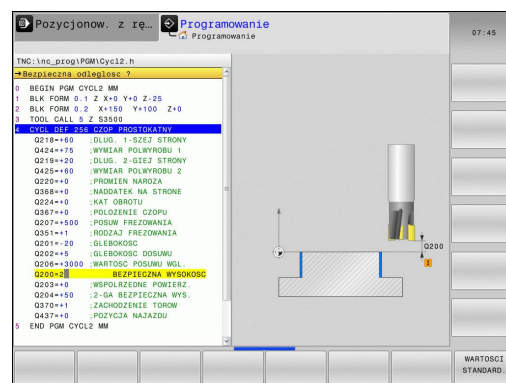 Pozycjonow. z rę...
Programowanie
Programowanie
07:45
TNC:\nc_prog\PGM\Cycl2.h
→Bezpieczna odleglosc ?
0 BEGIN PGM CYCL2 MM
1 BLK FORM 0.1 Z X+0 Y+0 Z-25
2 BLK FORM 0.2 X+150 Y+100 Z+0
3 TOOL CALL 5 Z S3500
4 CYCL DEF 256 CZOP PROSTOKATNY
Q218=+60 ;DLUG. 1-SZEJ STRONY
Q424=+75 ;WYMIAR POLWYROBU 1
Q219=+20 ;DLUG. 2-GIEJ STRONY
Q425=+60 ;WYMIAR POLWYROBU 2
Q220=+0 ;PROMIEN NAROZA
Q368=+0 ;NADDATEK NA STRONE
Q224=+0 ;KAT OBROTU
Q367=+0 ;POLOZENIE CZOPU
Q207=+500 ;POSUW FREZOWANIA
Q351=+1 ;RODZAJ FREZOWANIA
Q201=-20 ;GLEBOKOSC
Q202=+5 ;GLEBOKOSC DOSUWU
Q206=+3000 ;WARTOSC POSUWU WGL.
Q200=2 BEZPIECZNA WYSOKOSC
Q203=+0 ;WSPOLRZEDNE POWIERZ.
Q204=+50 ;2-GA BEZPIECZNA WYS.
Q370=+1 ;ZACHODZENIE TOROW
Q437=+0 ;POZYCJA NAJAZDU
5 END PGM CYCL2 MM
Q200
WARTOSCI
STANDARD.